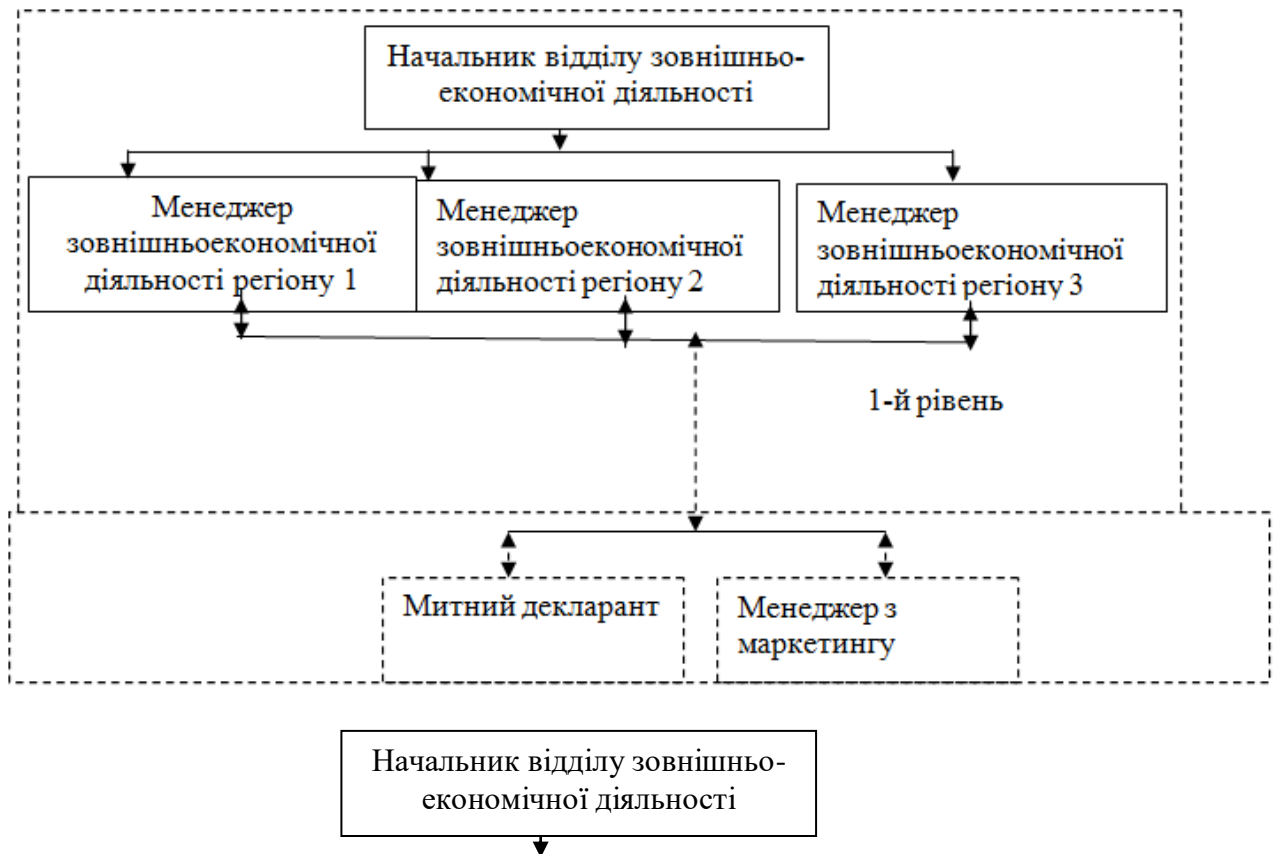 Начальник відділу зовнішньо-
економічної діяльності
Менеджер
зовнішньоекономічної
діяльності регіону 1
Менеджер
зовнішньоекономічної
діяльності регіону 2
Менеджер
зовнішньоекономічної
діяльності регіону 3
1-й рівень
Митний декларант
Менеджер з
маркетингу
Начальник відділу зовнішньо-
економічної діяльності